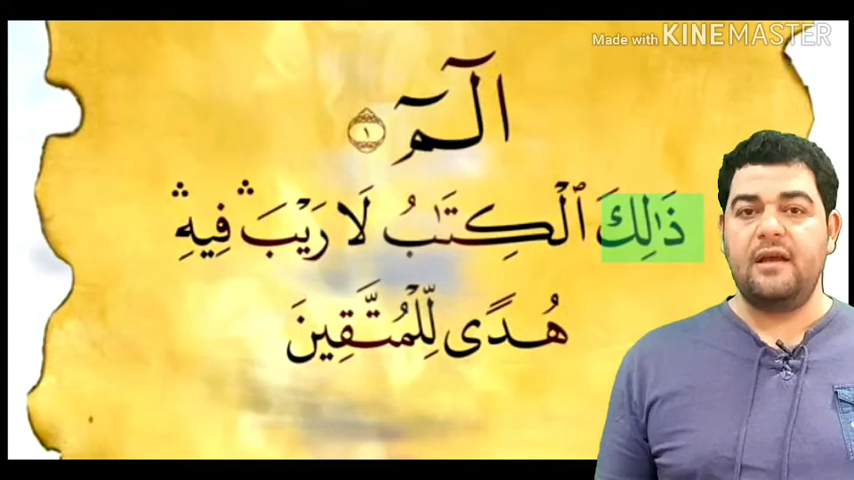 Made with KINEMASTER
الٓمٓ ١
ذَٰلِكَ ٱلْكِتَٰبُ لَا رَيْبَ ۛ فِيهِ ۛ
هُدًى لِّلْمُتَّقِينَ